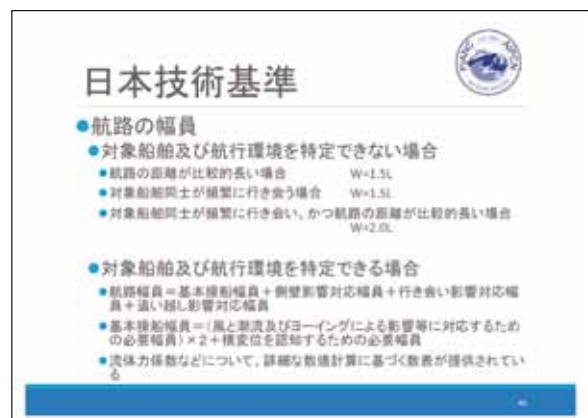 日本技術基準
PIANC AIPCN
●航路の幅員
●対象船舶及び航行環境を特定できない場合
●航路の距離が比較的長い場合 W=1.5L
●対象船舶同士が頻繁に行き会う場合 W=1.5L
●対象船舶同士が頻繁に行き会い、かつ航路の距離が比較的長い場合
W=2.0L
●対象船舶及び航行環境を特定できる場合
●航路幅員=基本操船幅員+側壁影響対応幅員+行き会い影響対応幅
員+追い越し影響対応幅員
●基本操船幅員=(風と潮流及びヨーイングによる影響等に対応するため
の必要幅員)×2+横変位を認知するための必要幅員
●流体力係数などについて、詳細な数値計算に基づく数表が提供されてい
る